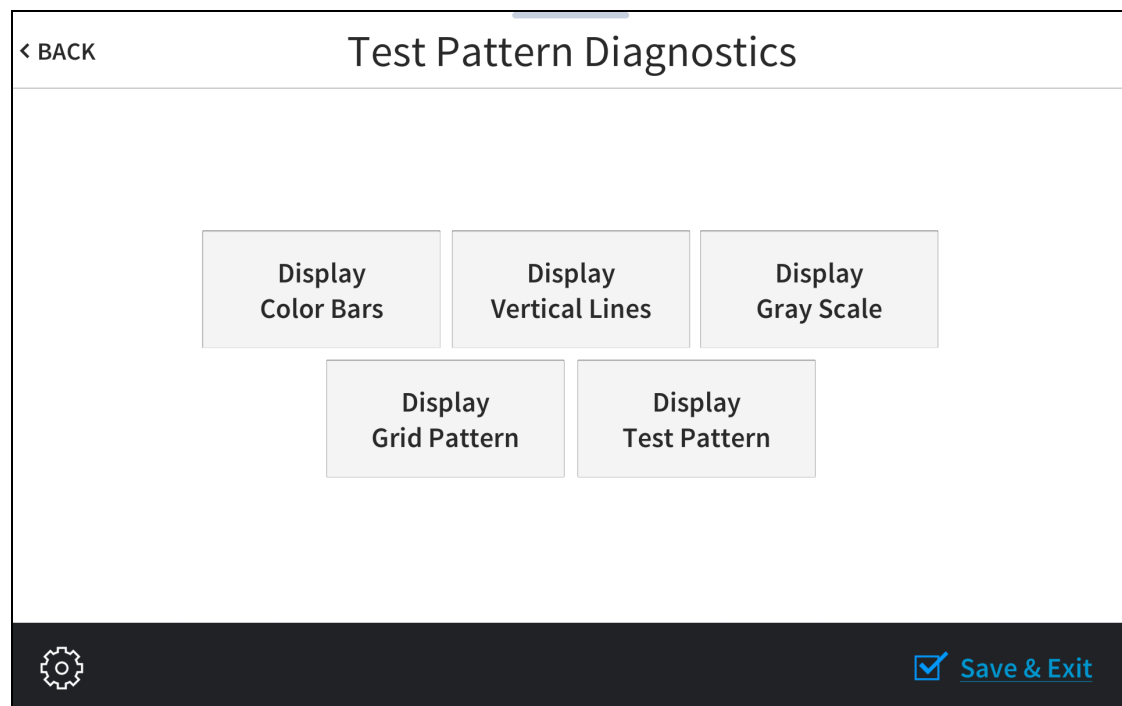 < BACK
Test Pattern Diagnostics
Display
Color Bars
Display
Vertical Lines
Display
Gray Scale
Display
Grid Pattern
Display
Test Pattern
Save & Exit